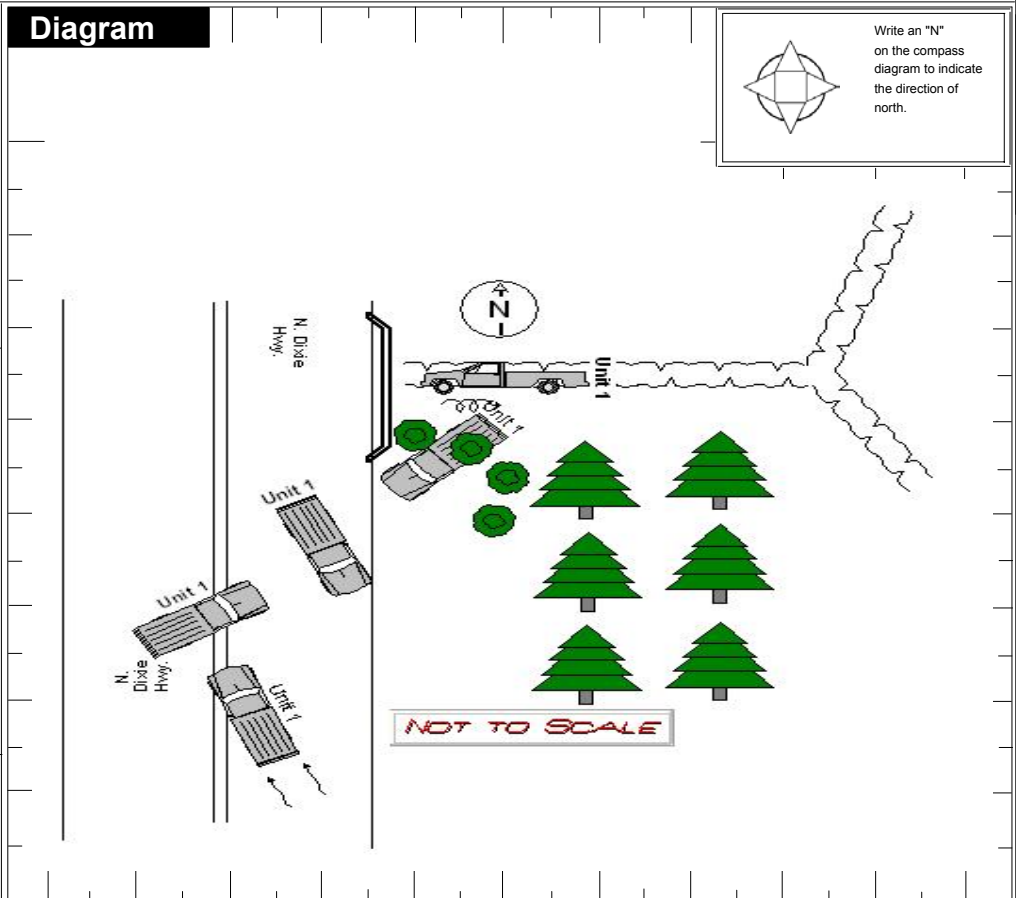 Diagram
Write an "N"
on the compass
diagram to indicate
the direction of
north.
N. Dixie
Hwy.
N
Unit 1
Unit 1
Unit 1
Unit 1
N.
Dixie
Hwy.
Unit 1
NOT TO SCALE